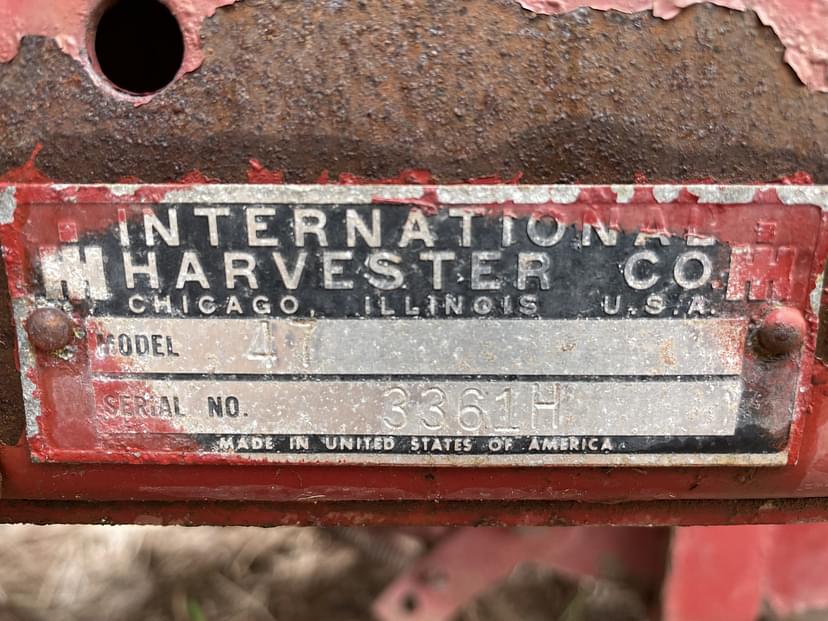 INTERNATIONAL
HARVESTER CO.
CHICAGO, ILLINOIS U.S.A.
MODEL 47
SERIAL NO. 3361H
MADE IN UNITED STATES OF AMERICA